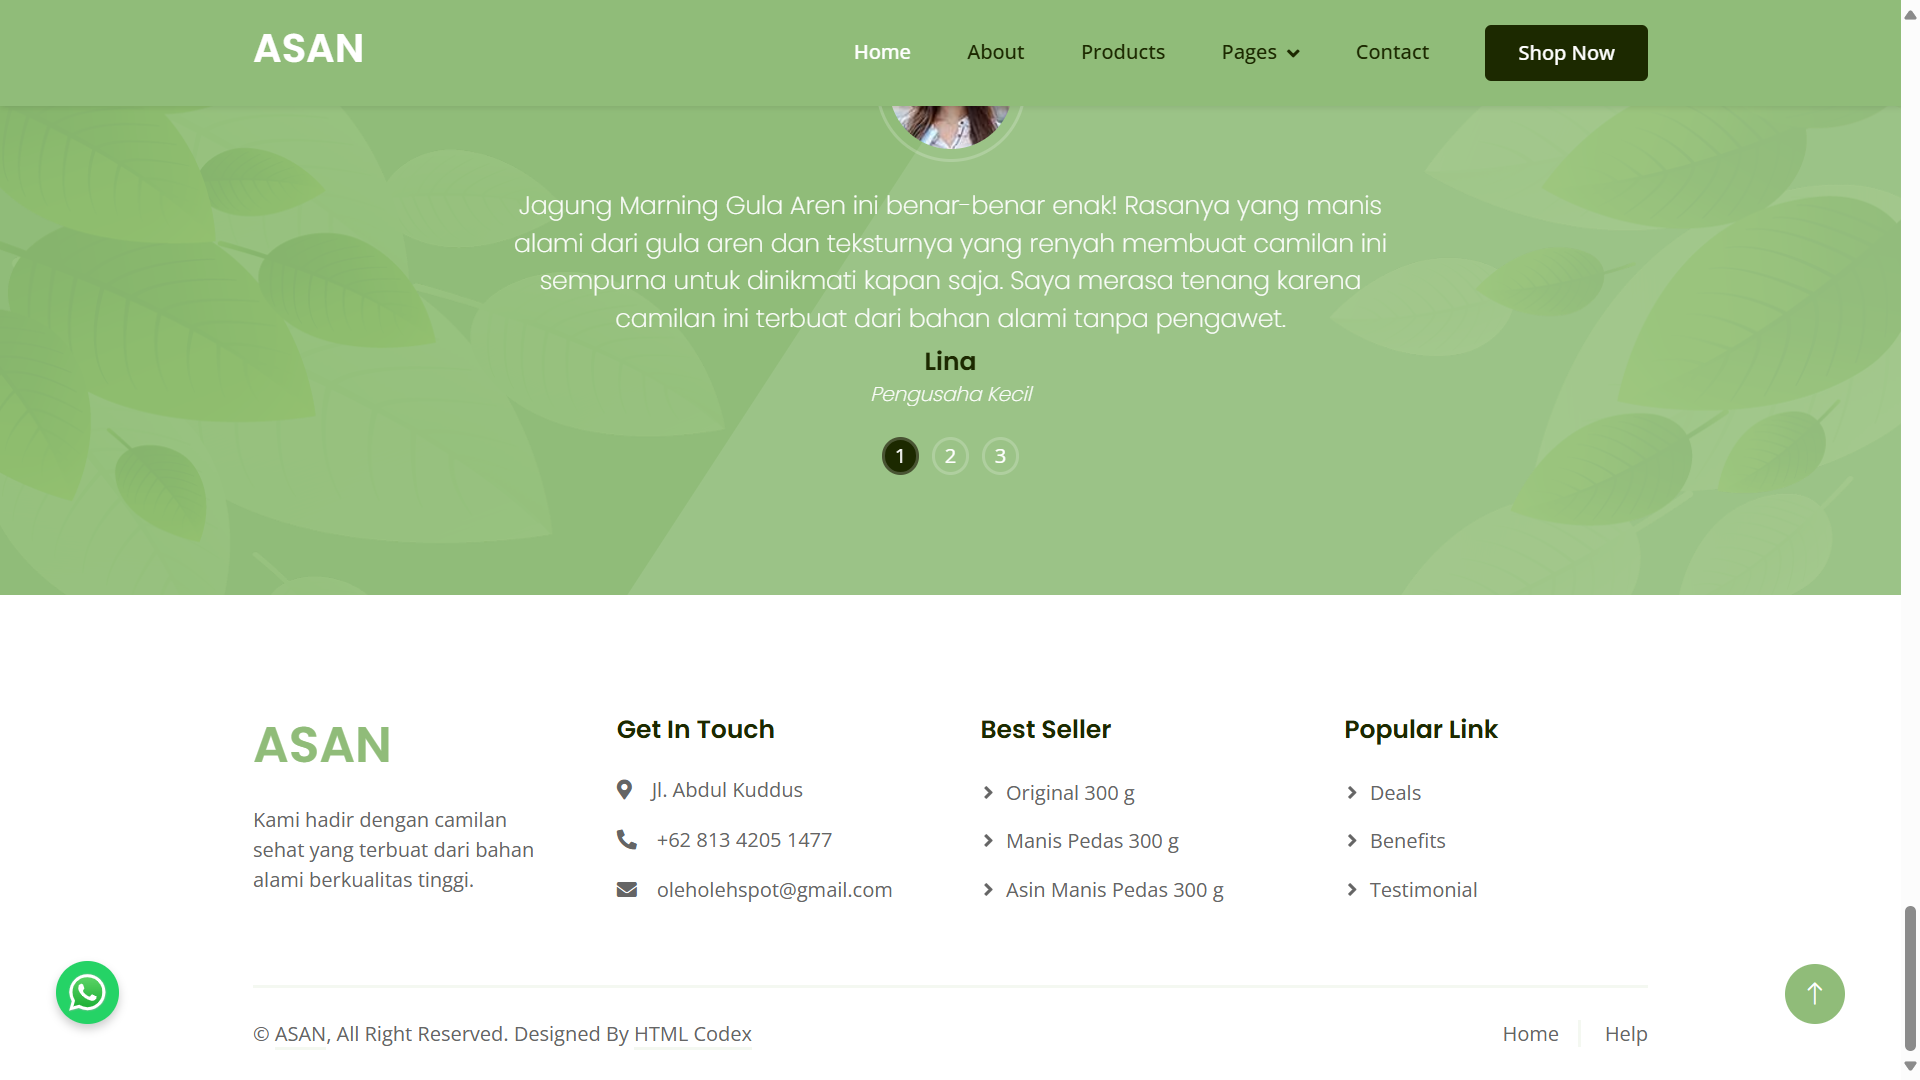 ASAN
Home
About
Products
Pages
Contact
Shop Now
Jagung Marning Gula Aren ini benar-benar enak! Rasanya yang manis
alami dari gula aren dan teksturnya yang renyah membuat camilan ini
sempurna untuk dinikmati kapan saja. Saya merasa tenang karena
camilan ini terbuat dari bahan alami tanpa pengawet.
Lina
Pengusaha Kecil
1
2
3
ASAN
Kami hadir dengan camilan
sehat yang terbuat dari bahan
alami berkualitas tinggi.
Get In Touch
Jl. Abdul Kuddus
+62 813 4205 1477
oleholehspot@gmail.com
Best Seller
Original 300 g
Manis Pedas 300 g
Asin Manis Pedas 300 g
Popular Link
Deals
Benefits
Testimonial
© ASAN, All Right Reserved. Designed By HTML Codex
Home
Help